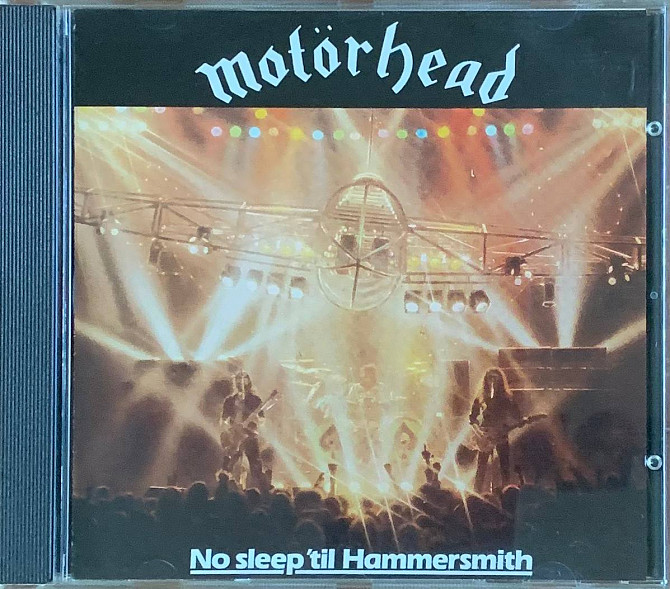 motörhead
No sleep 'til Hammersmith